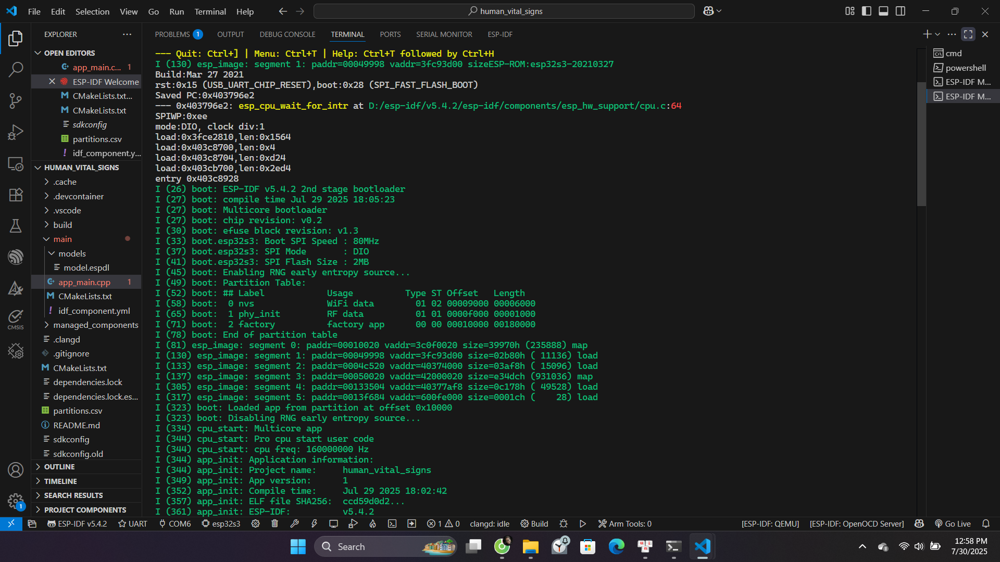 File Edit Selection View Go Run Terminal Help
human_vital_signs
EXPLORER
OPEN EDITORS
app_main.c... 1
ESP-IDF Welcome
CMakeLists.txt...
CMakeLists.txt
sdkconfig
partitions.csv
idf_component.y...
HUMAN_VITAL_SIGNS
.cache
.devcontainer
.vscode
build
main
models
model.espdl
app_main.cpp 1
CMakeLists.txt
idf_component.yml
managed_components
.clangd
.gitignore
CMakeLists.txt
dependencies.lock
dependencies.lock.es...
partitions.csv
README.md
sdkconfig
sdkconfig.old
OUTLINE
TIMELINE
SEARCH RESULTS
PROJECT COMPONENTS
CMSIS
1
PROBLEMS 1 OUTPUT DEBUG CONSOLE TERMINAL PORTS SERIAL MONITOR ESP-IDF
--- Quit: Ctrl+] | Menu: Ctrl+T | Help: Ctrl+T followed by Ctrl+H
I (130) esp_image: segment 1: paddr=00049998 vaddr=3fc93d00 sizeESP-ROM:esp32s3-20210327
Build:Mar 27 2021
rst:0x15 (USB_UART_CHIP_RESET),boot:0x28 (SPI_FAST_FLASH_BOOT)
Saved PC:0x403796e2
--- 0x403796e2: esp_cpu_wait_for_intr at D:/esp-idf/v5.4.2/esp-idf/components/esp_hw_support/cpu.c:64
SPIWP:0xee
mode:DIO, clock div:1
load:0x3fce2810,len:0x1564
load:0x403c8700,len:0x4
load:0x403c8704,len:0xd24
load:0x403cb700,len:0x2ed4
entry 0x403c8928
I (26) boot: ESP-IDF v5.4.2 2nd stage bootloader
I (27) boot: compile time Jul 29 2025 18:05:23
I (27) boot: Multicore bootloader
I (27) boot: chip revision: v0.2
I (30) boot: efuse block revision: v1.3
I (33) boot.esp32s3: Boot SPI Speed : 80MHz
I (37) boot.esp32s3: SPI Mode       : DIO
I (41) boot.esp32s3: SPI Flash Size : 2MB
I (45) boot: Enabling RNG early entropy source...
I (49) boot: Partition Table:
I (52) boot: ## Label            Usage          Type ST Offset   Length
I (58) boot:  0 nvs              WiFi data        01 02 00009000 00006000
I (65) boot:  1 phy_init         RF data          01 01 0000f000 00001000
I (71) boot:  2 factory          factory app      00 00 00010000 00180000
I (78) boot: End of partition table
I (81) esp_image: segment 0: paddr=00010020 vaddr=3c0f0020 size=39970h (235888) map
I (130) esp_image: segment 1: paddr=00049998 vaddr=3fc93d00 size=02b80h ( 11136) load
I (133) esp_image: segment 2: paddr=0004c520 vaddr=40374000 size=03af8h ( 15096) load
I (137) esp_image: segment 3: paddr=00050020 vaddr=42000020 size=e34dch (931036) map
I (305) esp_image: segment 4: paddr=00133504 vaddr=40377af8 size=0c178h ( 49528) load
I (317) esp_image: segment 5: paddr=0013f684 vaddr=600fe000 size=0001ch (    28) load
I (323) boot: Loaded app from partition at offset 0x10000
I (323) boot: Disabling RNG early entropy source...
I (334) cpu_start: Multicore app
I (344) cpu_start: Pro cpu start user code
I (344) cpu_start: cpu freq: 160000000 Hz
I (344) app_init: Application information:
I (344) app_init: Project name:     human_vital_signs
I (349) app_init: App version:      1
I (352) app_init: Compile time:     Jul 29 2025 18:02:42
I (357) app_init: ELF file SHA256:  ccd59d0d2...
I (361) app_init: ESP-IDF:          v5.4.2
cmd
powershell
ESP-IDF M...
ESP-IDF M...
ESP-IDF v5.4.2 UART COM6 esp32s3 1 0 clangd: idle Build Arm Tools: 0 [ESP-IDF: QEMU] [ESP-IDF: OpenOCD Server] Go Live
Search
12:58 PM
7/30/2025